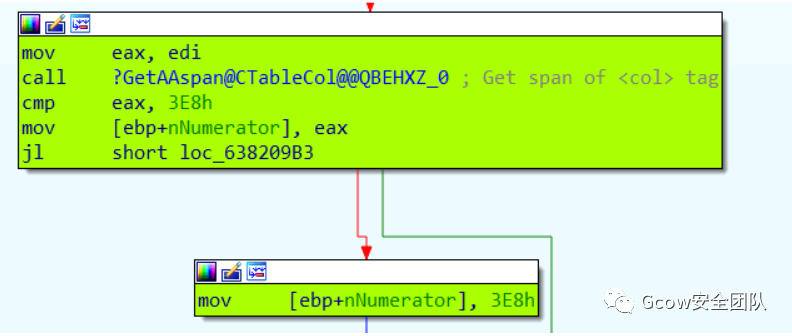 mov eax, edi
call ?GetAAspan@CTableCol@@QBEHXZ_0 ; Get span of <col> tag
cmp eax, 3E8h
mov [ebp+nNumerator], eax
jl short loc_638209B3
mov [ebp+nNumerator], 3E8h
Gcow安全团队